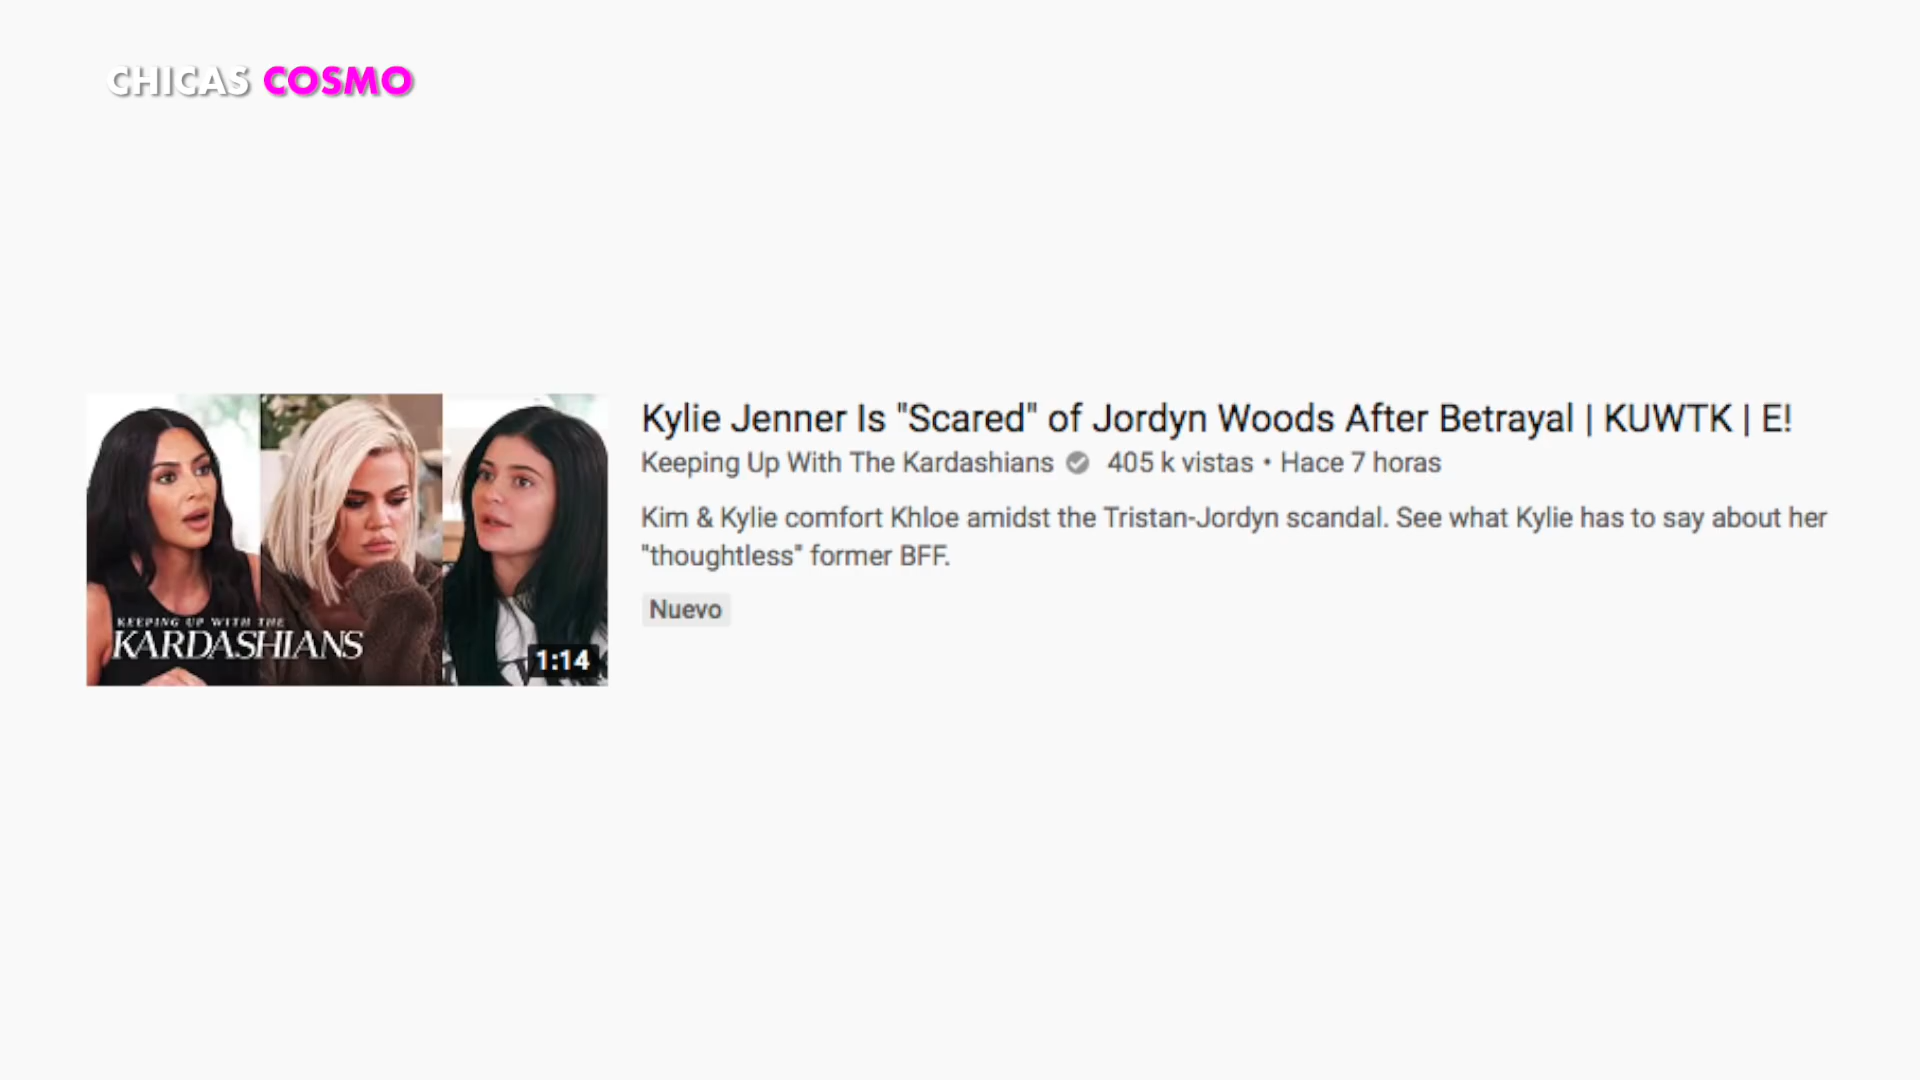 CHICAS COSMO
Kylie Jenner Is "Scared" of Jordyn Woods After Betrayal | KUWTK | E!
Keeping Up With The Kardashians 405 k vistas • Hace 7 horas
Kim & Kylie comfort Khloe amidst the Tristan-Jordyn scandal. See what Kylie has to say about her
"thoughtless" former BFF.
Nuevo
KEEPING UP WITH THE
KARDASHIANS
1:14